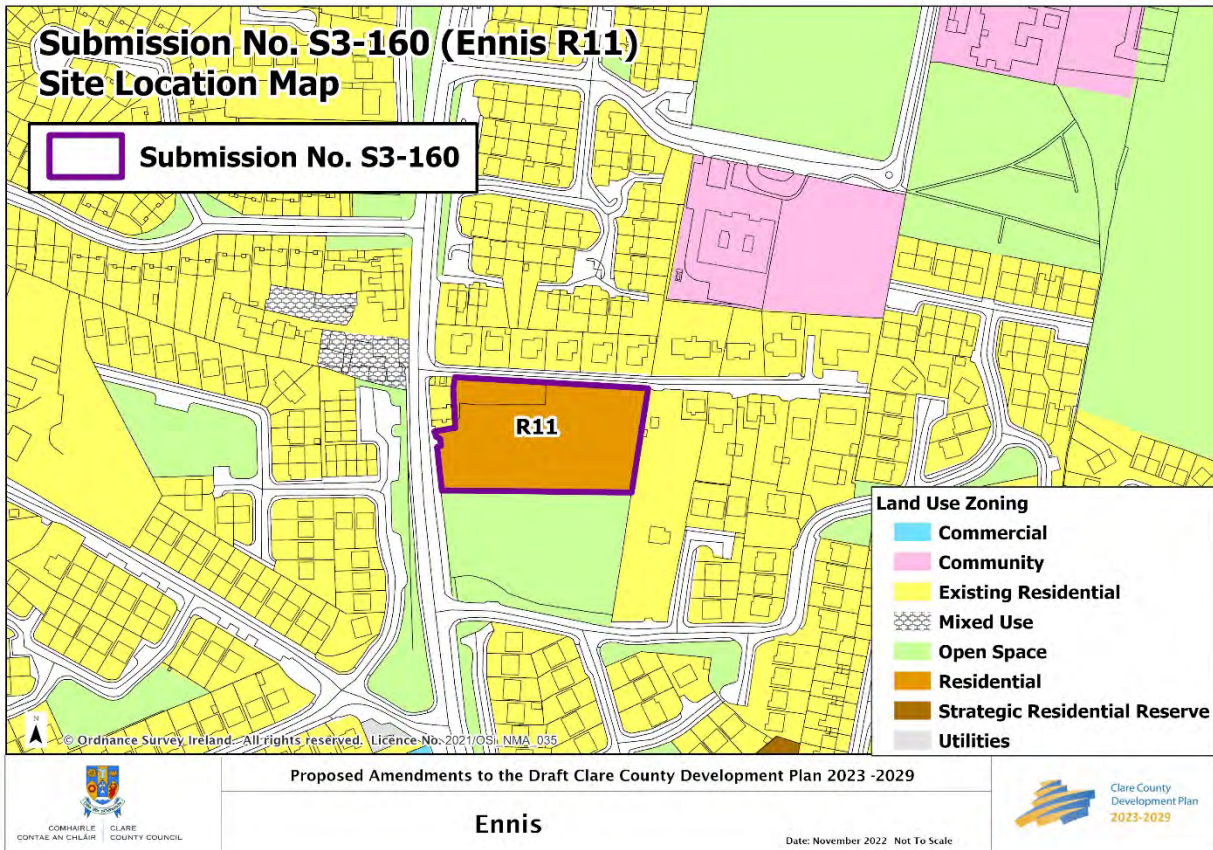 Submission No. S3-160 (Ennis R11)
Site Location Map
Submission No. S3-160
R11
Land Use Zoning
Commercial
Community
Existing Residential
Mixed Use
Open Space
Residential
Strategic Residential Reserve
Utilities
N
© Ordnance Survey Ireland. All rights reserved. Licence No. 2021/OSi_NMA_035
Proposed Amendments to the Draft Clare County Development Plan 2023 -2029
Ennis
Date: November 2022 Not To Scale
COMHAIRLE CONTAE AN CHLÁIR
CLARE COUNTY COUNCIL
Clare County
Development Plan
2023-2029